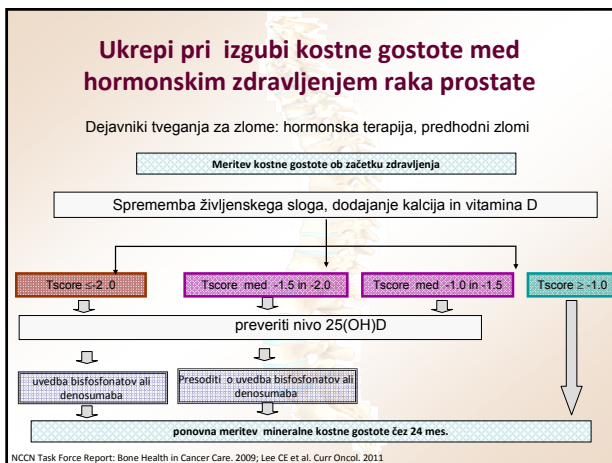 Ukrepi pri izgubi kostne gostote med
hormonskim zdravljenjem raka prostate
Dejavniki tveganja za zlome: hormonska terapija, predhodni zlomi
Meritev kostne gostote ob začetku zdravljenja
Sprememba življenskega sloga, dodajanje kalcija in vitamina D
Tscore ≤-2 .0
Tscore med -1.5 in -2.0
Tscore med -1.0 in -1.5
Tscore ≥ -1.0
preveriti nivo 25(OH)D
uvedba bisfosfonatov ali
denosumaba
Presoditi o uvedba bisfosfonatov ali
denosumaba
ponovna meritev mineralne kostne gostote čez 24 mes.
NCCN Task Force Report: Bone Health in Cancer Care. 2009; Lee CE et al. Curr Oncol. 2011